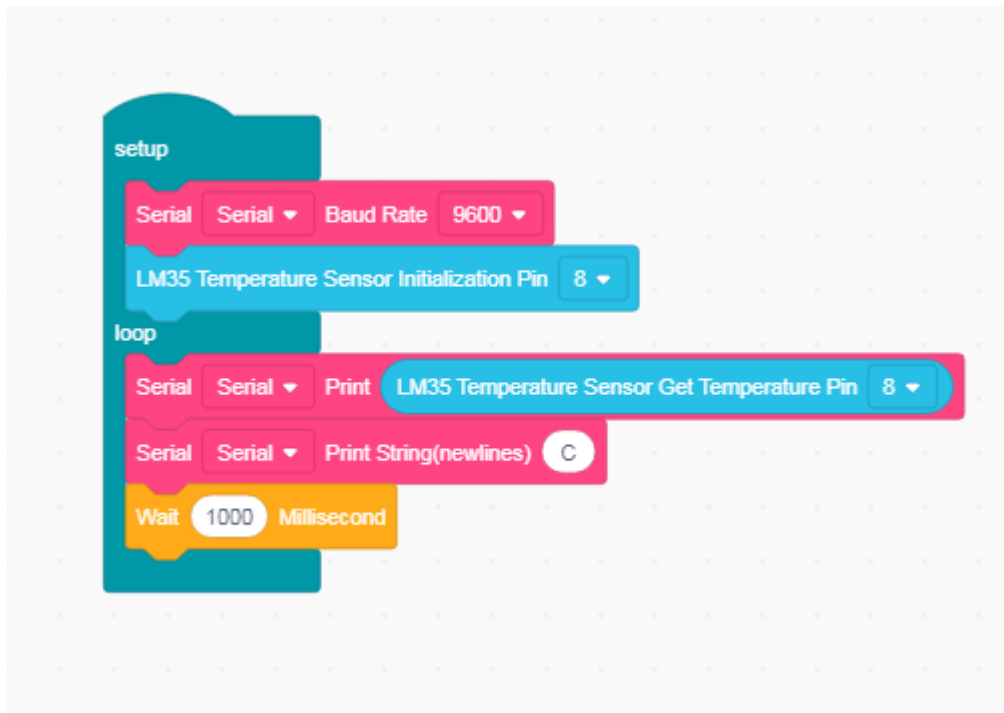 setup
Serial Serial Baud Rate 9600
LM35 Temperature Sensor Initialization Pin 8
loop
Serial Serial Print LM35 Temperature Sensor Get Temperature Pin 8
Serial Serial Print String(newlines) C
Wait 1000 Millisecond